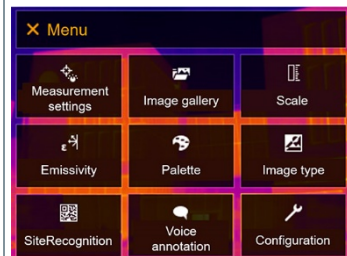 Menu
Measurement
settings
Image gallery
Scale
Emissivity
Palette
Image type
SiteRecognition
Voice
annotation
Configuration